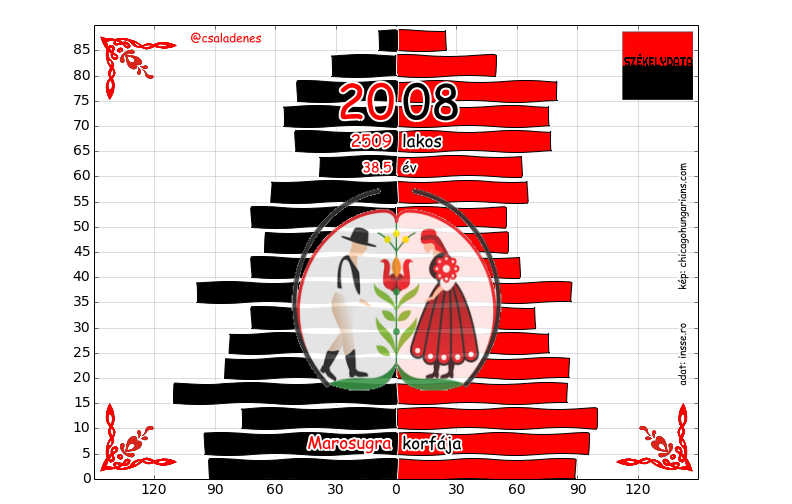 @csaladenes
SZÉKELYDATA
2008
2509 lakos
38.5 év
Marosugra korfája
kép: chicagohungarians.com
adat: insse.ro
85
80
75
70
65
60
55
50
45
40
35
30
25
20
15
10
5
0
120 90 60 30 0 30 60 90 120